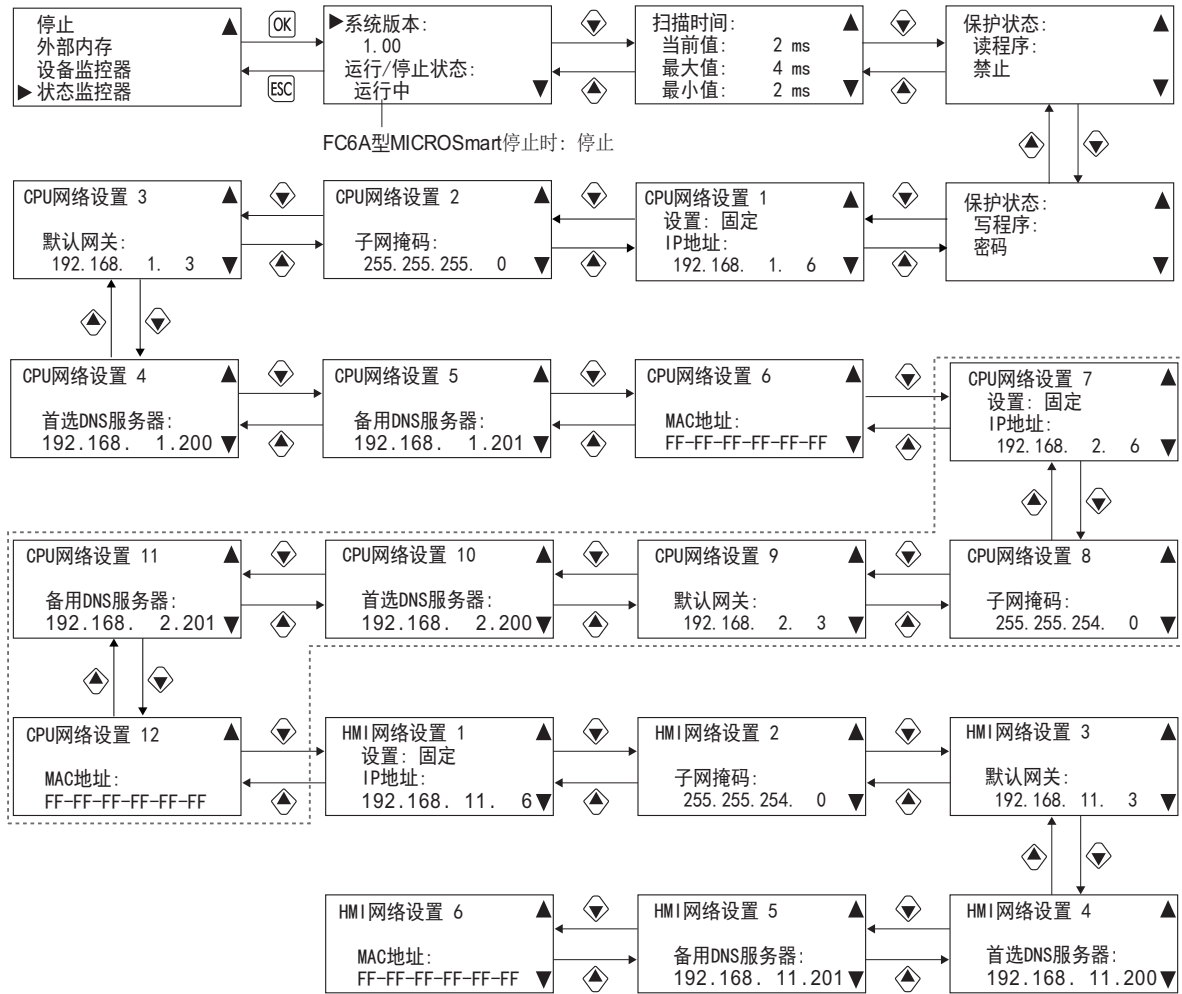 停止
外部内存
设备监控器
状态监控器
OK
ESC
系统版本:
1.00
运行/停止状态:
运行中
扫描时间:
当前值: 2 ms
最大值: 4 ms
最小值: 2 ms
保护状态:
读程序:
禁止
FC6A型MICROSmart停止时: 停止
CPU网络设置 3
默认网关:
192.168. 1. 3
CPU网络设置 2
子网掩码:
255.255.255. 0
CPU网络设置 1
设置: 固定
IP地址:
192.168. 1. 6
保护状态:
写程序:
密码
CPU网络设置 4
首选DNS服务器:
192.168. 1.200
CPU网络设置 5
备用DNS服务器:
192.168. 1.201
CPU网络设置 6
MAC地址:
FF-FF-FF-FF-FF-FF
CPU网络设置 7
设置: 固定
IP地址:
192.168. 2. 6
CPU网络设置 11
备用DNS服务器:
192.168. 2.201
CPU网络设置 10
首选DNS服务器:
192.168. 2.200
CPU网络设置 9
默认网关:
192.168. 2. 3
CPU网络设置 8
子网掩码:
255.255.254. 0
CPU网络设置 12
MAC地址:
FF-FF-FF-FF-FF-FF
HMI网络设置 1
设置: 固定
IP地址:
192.168. 11. 6
HMI网络设置 2
子网掩码:
255.255.254. 0
HMI网络设置 3
默认网关:
192.168. 11. 3
HMI网络设置 6
MAC地址:
FF-FF-FF-FF-FF-FF
HMI网络设置 5
备用DNS服务器:
192.168. 11.201
HMI网络设置 4
首选DNS服务器:
192.168. 11.200